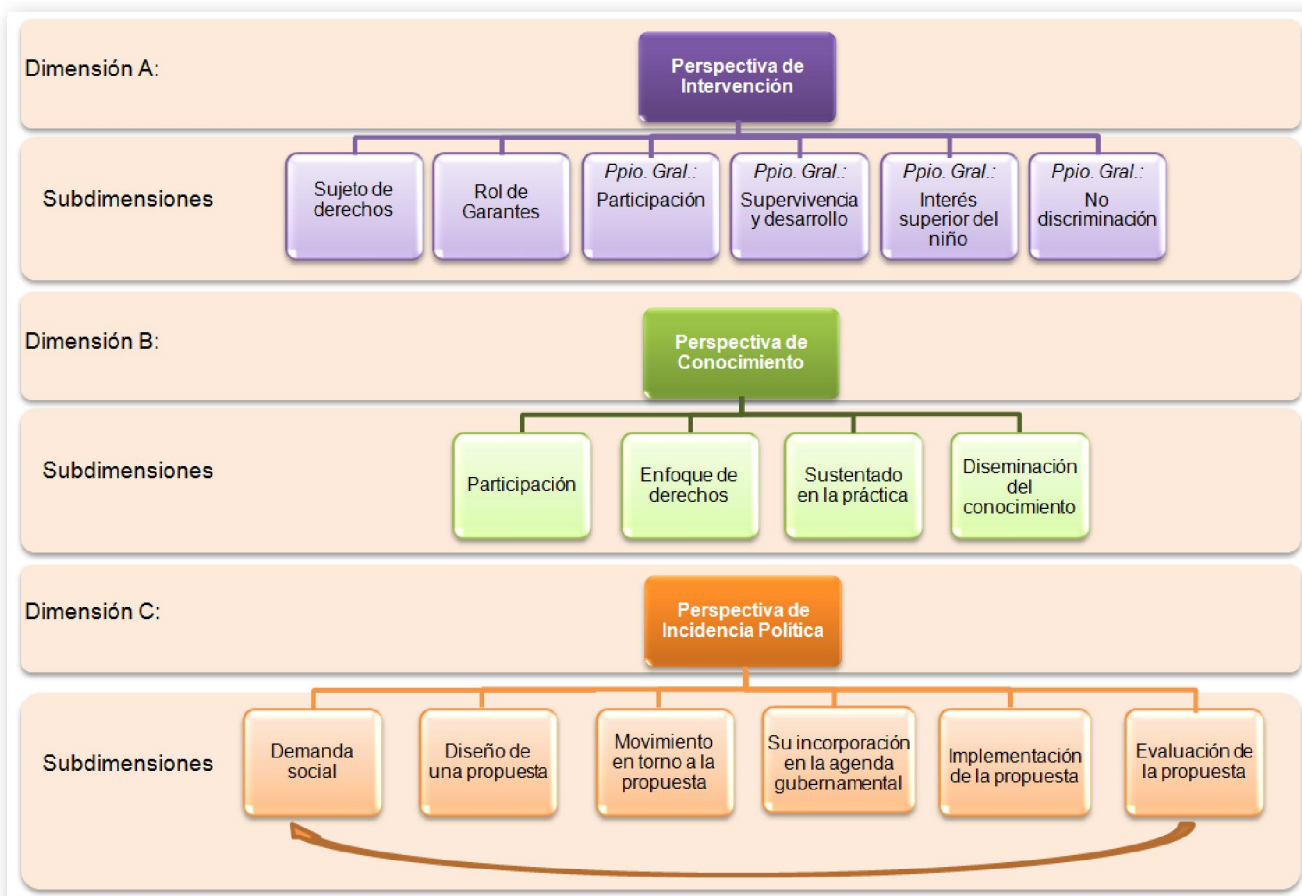 Dimensión A:
Perspectiva de
Intervención
Subdimensiones
Sujeto de
derechos
Rol de
Garantes
Ppio. Gral.:
Participación
Ppio. Gral.:
Supervivencia
y desarrollo
Ppio. Gral.:
Interés
superior del
niño
Ppio. Gral.:
No
discriminación
Dimensión B:
Perspectiva de
Conocimiento
Subdimensiones
Participación
Enfoque de
derechos
Sustentado
en la práctica
Diseminación
del
conocimiento
Dimensión C:
Perspectiva de
Incidencia Política
Subdimensiones
Demanda
social
Diseño de
una propuesta
Movimiento
en torno a la
propuesta
Su incorporación
en la agenda
gubernamental
Implementación
de la propuesta
Evaluación de
la propuesta